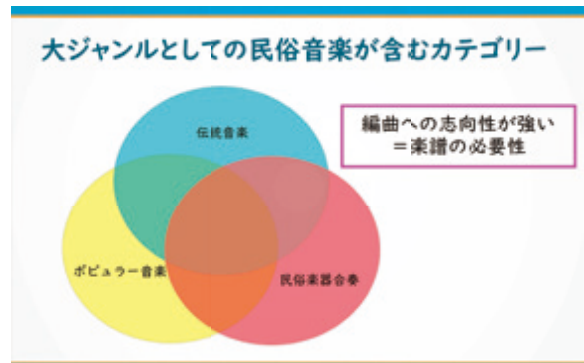 大ジャンルとしての民俗音楽が含むカテゴリー
伝統音楽
編曲への志向性が強い
＝楽譜の必要性
ポピュラー音楽
民俗楽器合奏